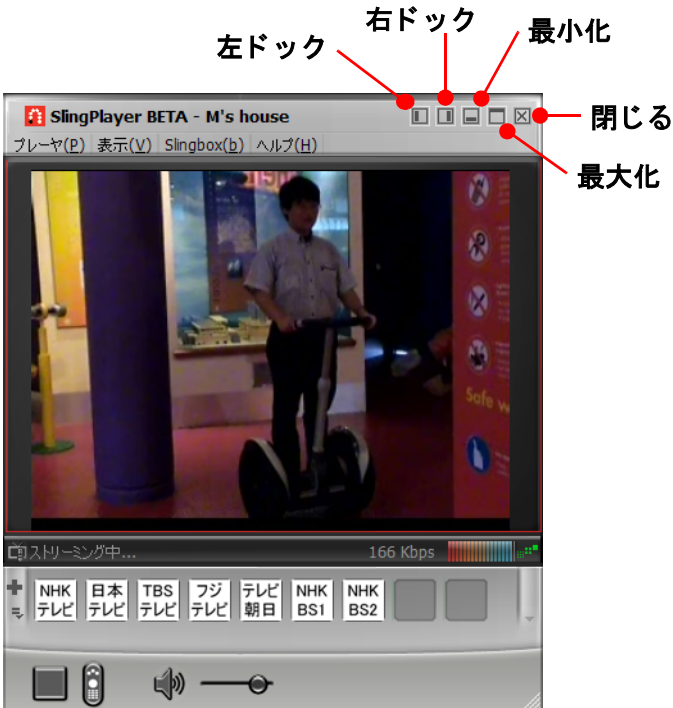 左ドック
右ドック
最小化
SlingPlayer BETA - M's house
閉じる
プレーヤ(P) 表示(V) Slingbox(b) ヘルプ(H)
最大化
Safe
ストリーミング中...
166 Kbps
NHK
テレビ
日本
テレビ
TBS
テレビ
フジ
テレビ
テレビ
朝日
NHK
BS1
NHK
BS2